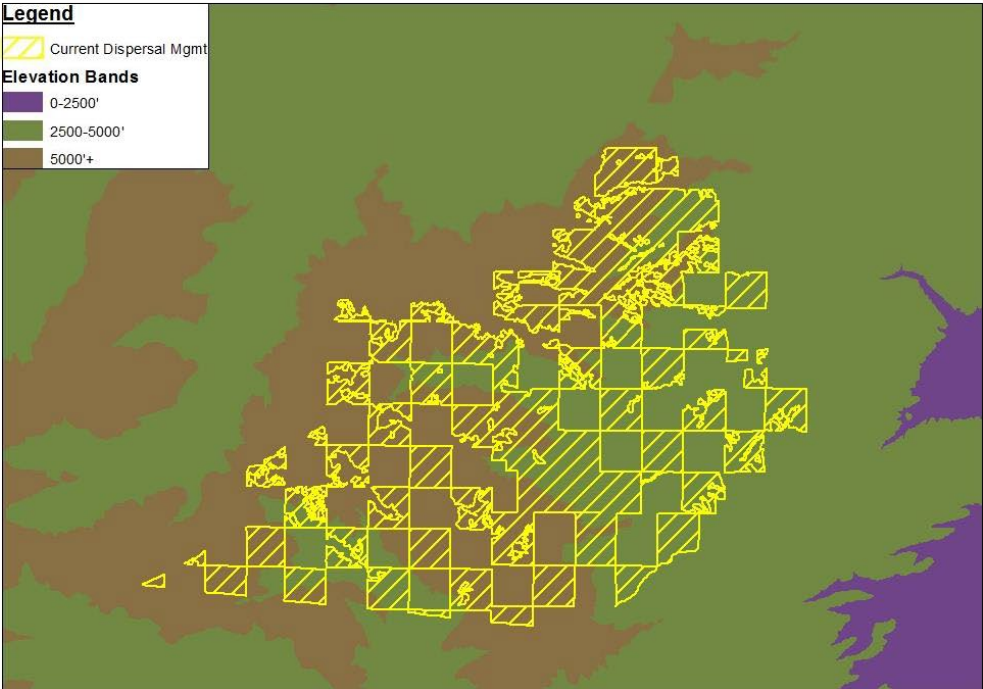 Legend
Current Dispersal Mgmt
Elevation Bands
0-2500'
2500-5000'
5000'+